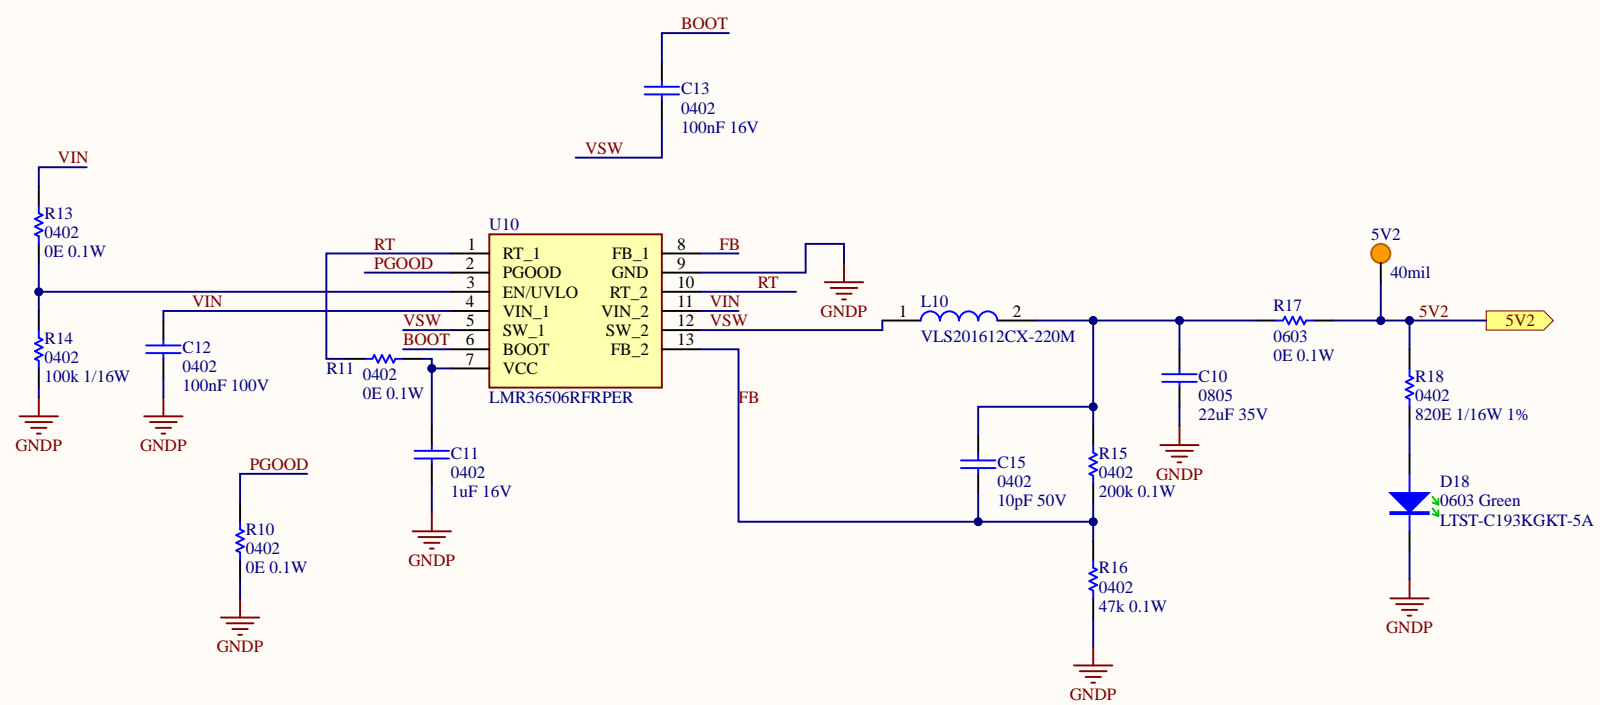 BOOT
C13
0402
100nF 16V
VSW
VIN
R13
0402
0E 0.1W
R14
0402
100k 1/16W
GNDP
VIN
C12
0402
100nF 100V
GNDP
PGOOD
R10
0402
0E 0.1W
GNDP
U10
RT 1 RT_1
PGOOD 2 PGOOD
3 EN/UVLO
4 VIN_1
VSW 5 SW_1
BOOT 6 BOOT
7 VCC
FB_1 8 FB
GND 9
RT_2 10 RT
VIN_2 11 VIN
SW_2 12 VSW
FB_2 13
LMR36506RFRPER
R11
0402
0E 0.1W
C11
0402
1uF 16V
GNDP
GNDP
FB
1 L10 2
VLS201612CX-220M
C15
0402
10pF 50V
R15
0402
200k 0.1W
R16
0402
47k 0.1W
GNDP
C10
0805
22uF 35V
GNDP
R17
0603
0E 0.1W
5V2
40mil
5V2
5V2
R18
0402
820E 1/16W 1%
D18
0603 Green
LTST-C193KGKT-5A
GNDP